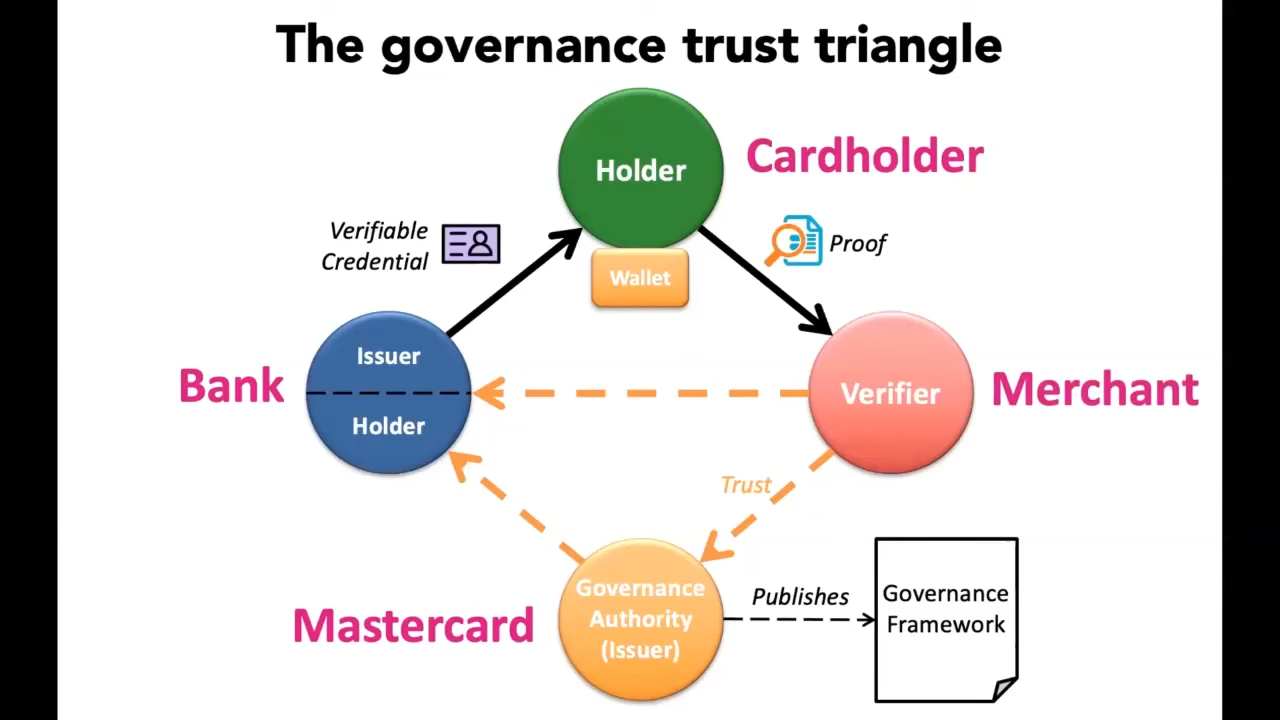 The governance trust triangle
Holder
Cardholder
Verifiable
Credential
Proof
Wallet
Issuer
Bank
Holder
Verifier
Merchant
Trust
Governance
Authority
(Issuer)
Mastercard
Publishes
Governance
Framework